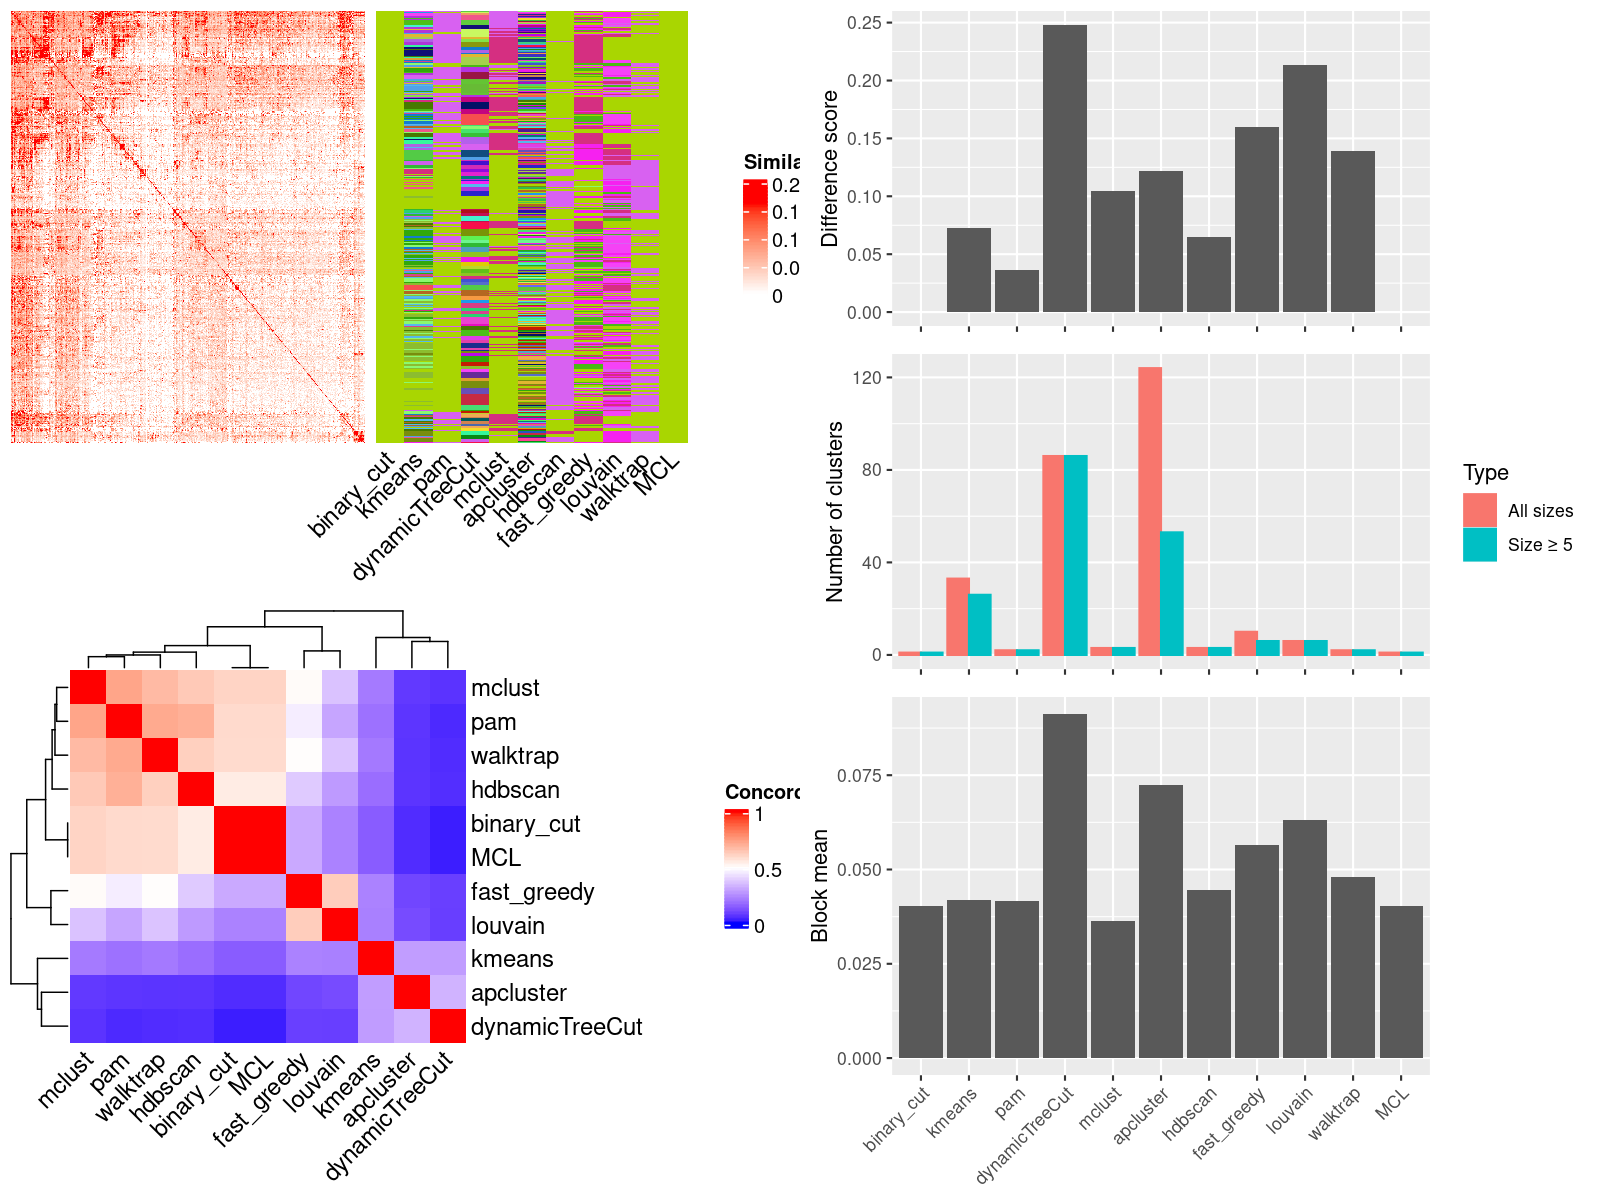 Simila
0.2
0.1
0.1
0.0
0
binary_cut
kmeans
pam
dynamicTreeCut
mclust
apcluster
hdbscan
fast_greedy
louvain
walktrap
MCL
mclust
pam
walktrap
hdbscan
binary_cut
MCL
fast_greedy
louvain
kmeans
apcluster
dynamicTreeCut
mclust
pam
walktrap
hdbscan
binary_cut
MCL
fast_greedy
louvain
kmeans
apcluster
dynamicTreeCut
Concord
1
0.5
0
Difference score
0.25
0.20
0.15
0.10
0.05
0.00
Number of clusters
120
80
40
0
Type
All sizes
Size ≥ 5
Block mean
0.075
0.050
0.025
0.000
binary_cut
kmeans
pam
dynamicTreeCut
mclust
apcluster
hdbscan
fast_greedy
louvain
walktrap
MCL